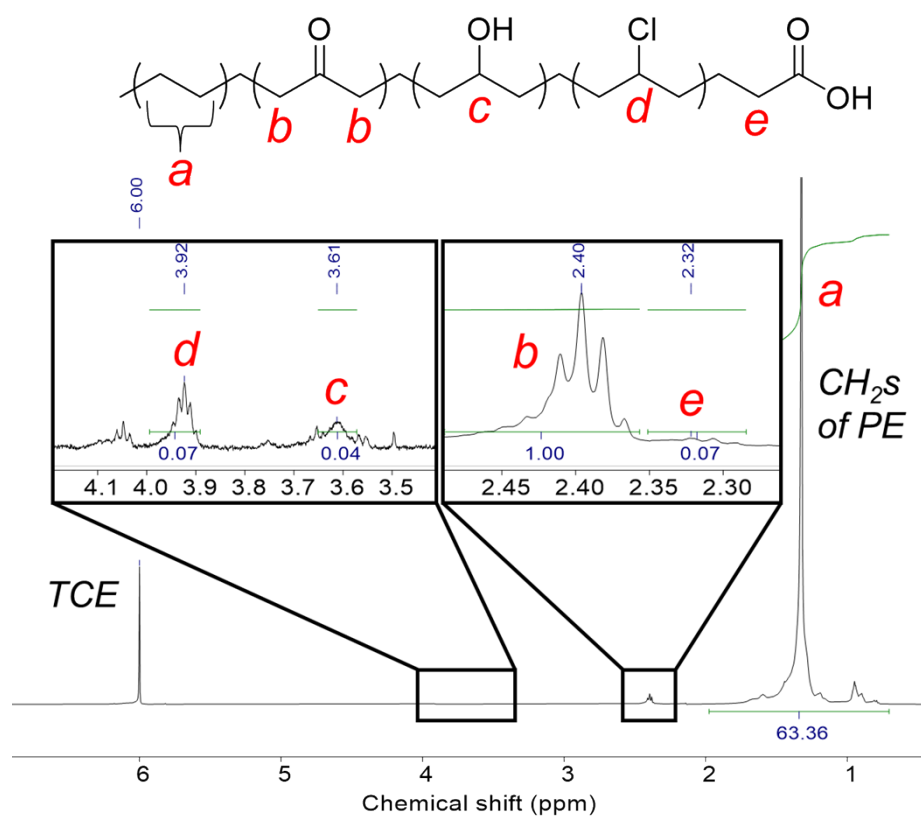 O
OH
Cl
O
OH
b
b
c
d
e
a
6.00
3.92
3.61
2.40
2.32
a
d
c
b
e
CH2s
of PE
0.07
0.04
1.00
0.07
4.1 4.0 3.9 3.8 3.7 3.6 3.5
2.45 2.40 2.35 2.30
TCE
63.36
6 5 4 3 2 1
Chemical shift (ppm)